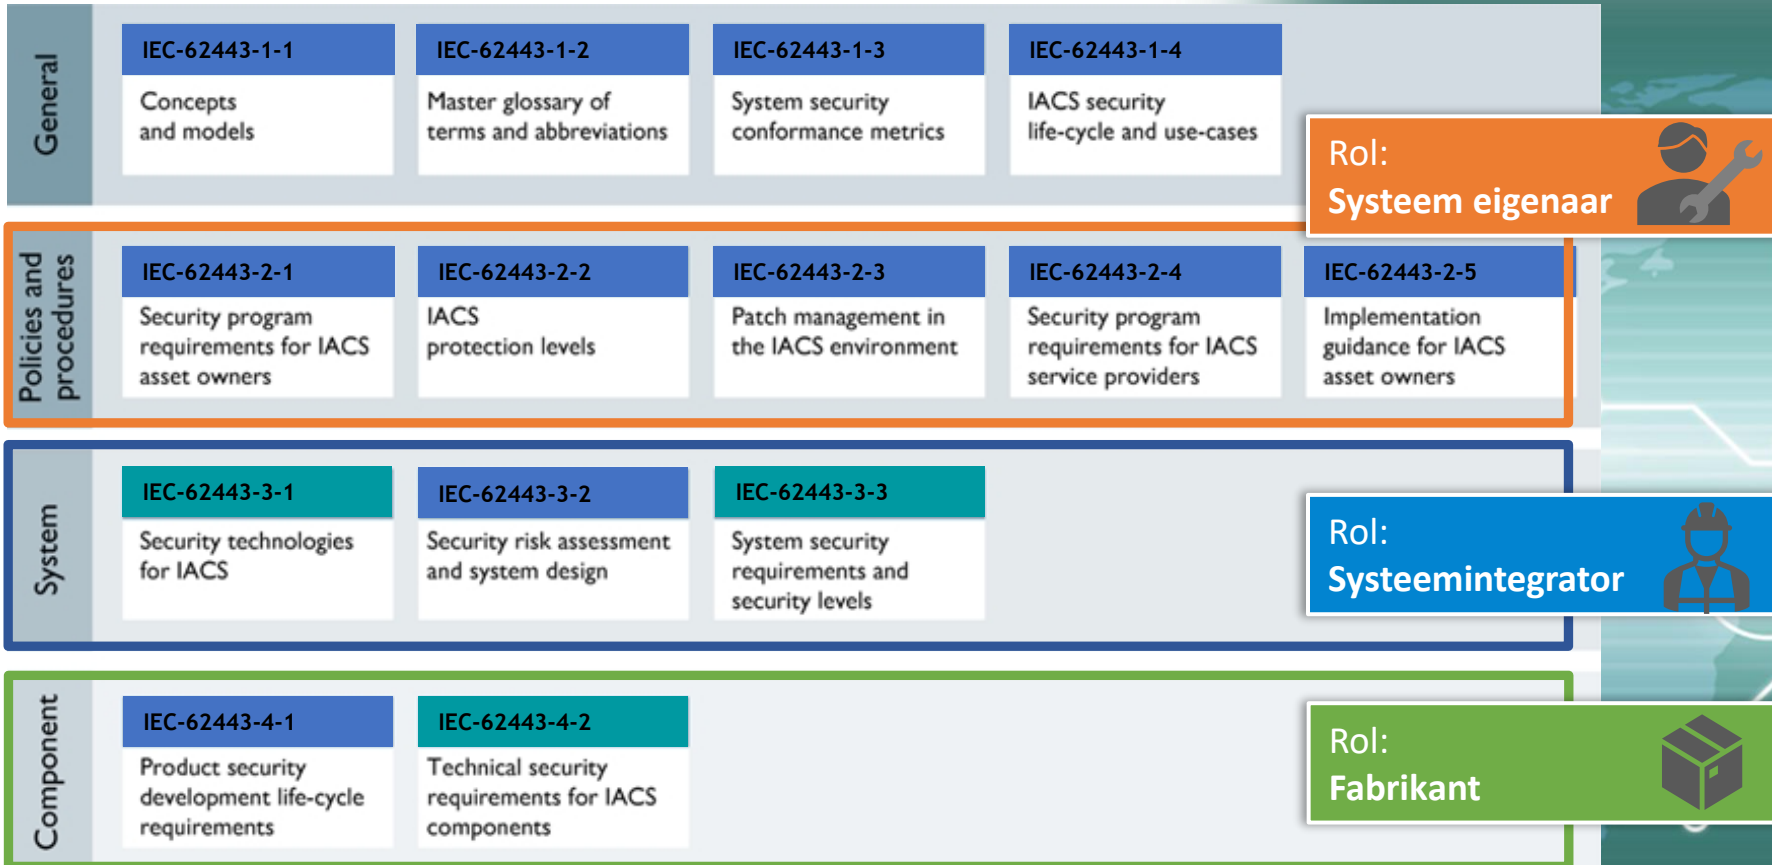 General
IEC-62443-1-1
Concepts
and models
IEC-62443-1-2
Master glossary of
terms and abbreviations
IEC-62443-1-3
System security
conformance metrics
IEC-62443-1-4
IACS security
life-cycle and use-cases
Rol:
Systeem eigenaar
Policies and
procedures
IEC-62443-2-1
Security program
requirements for IACS
asset owners
IEC-62443-2-2
IACS
protection levels
IEC-62443-2-3
Patch management in
the IACS environment
IEC-62443-2-4
Security program
requirements for IACS
service providers
IEC-62443-2-5
Implementation
guidance for IACS
asset owners
System
IEC-62443-3-1
Security technologies
for IACS
IEC-62443-3-2
Security risk assessment
and system design
IEC-62443-3-3
System security
requirements and
security levels
Rol:
Systeemintegrator
Component
IEC-62443-4-1
Product security
development life-cycle
requirements
IEC-62443-4-2
Technical security
requirements for IACS
components
Rol:
Fabrikant